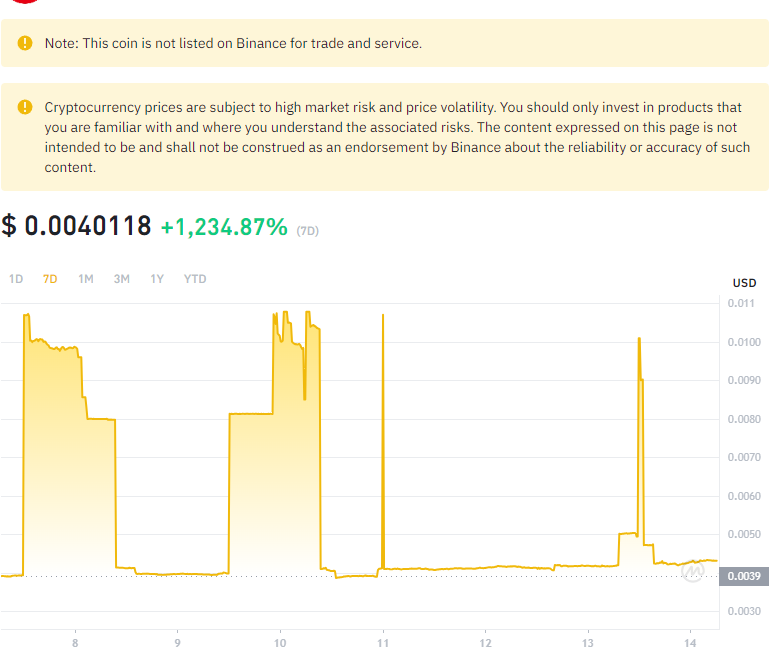 Note: This coin is not listed on Binance for trade and service.
Cryptocurrency prices are subject to high market risk and price volatility. You should only invest in products that
you are familiar with and where you understand the associated risks. The content expressed on this page is not
intended to be and shall not be construed as an endorsement by Binance about the reliability or accuracy of such
content.
$ 0.0040118 +1,234.87% (7D)
1D 7D 1M 3M 1Y YTD
USD
0.011
0.0100
0.0090
0.0080
0.0070
0.0060
0.0050
0.0039
0.0030
8 9 10 11 12 13 14